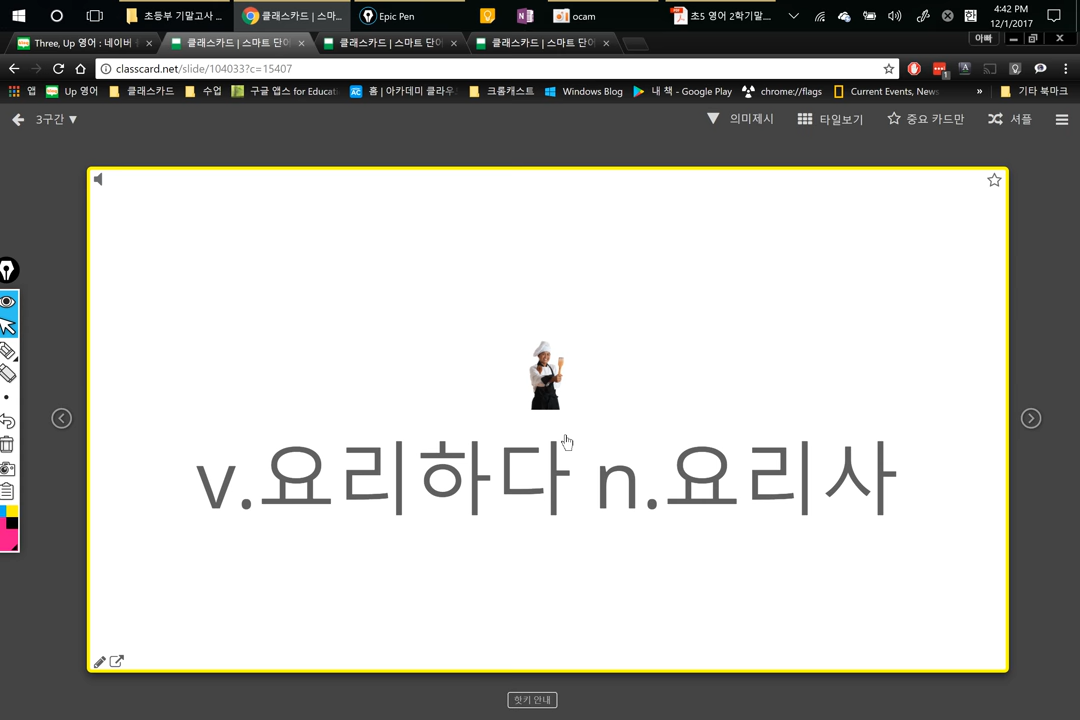 초등부 기말고사 ...
클래스카드 | 스마...
Epic Pen
ocam
초5 영어 2학기말...
한
4:42 PM
12/1/2017
Three, Up 영어 : 네이버
클래스카드 | 스마트 단어
클래스카드 | 스마트 단어
클래스카드 | 스마트 단어
아빠
classcard.net/slide/104033?c=15407
1
앱
Up 영어
클래스카드
수업
구글 앱스 for Educati
홈 | 아카데미 클라우
크롬캐스트
Windows Blog
내 책 - Google Play
chrome://flags
Current Events, News
»
기타 북마크
3구간 ▼
의미제시
타일보기
중요 카드만
셔플
v.요리하다 n.요리사
핫키 안내